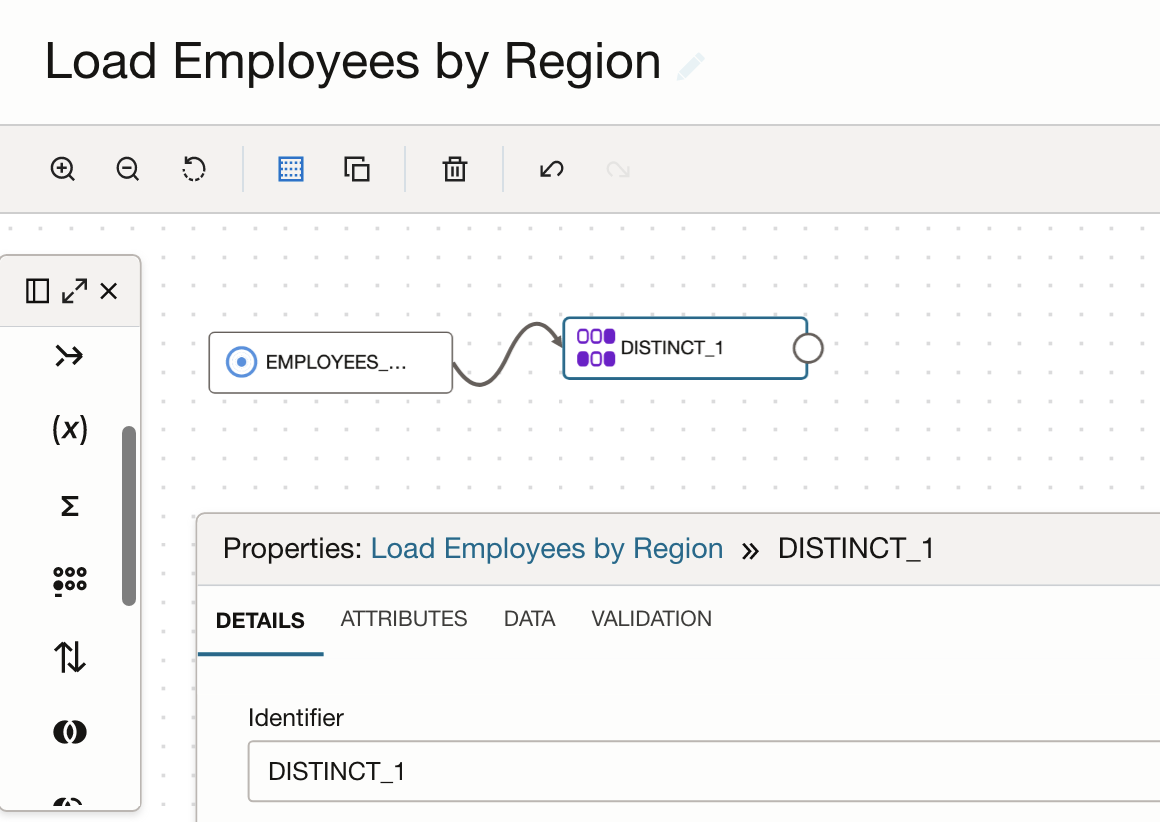 Load Employees by Region
EMPLOYEES_...
DISTINCT_1
(x)
Σ
Properties: Load Employees by Region » DISTINCT_1
DETAILS ATTRIBUTES DATA VALIDATION
Identifier
DISTINCT_1